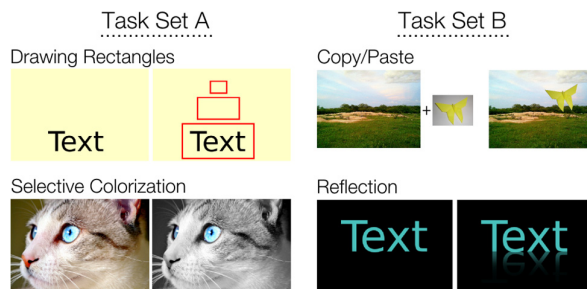 Task Set A
Drawing Rectangles
Text
Text
Selective Colorization
Task Set B
Copy/Paste
+
Reflection
Text
Text